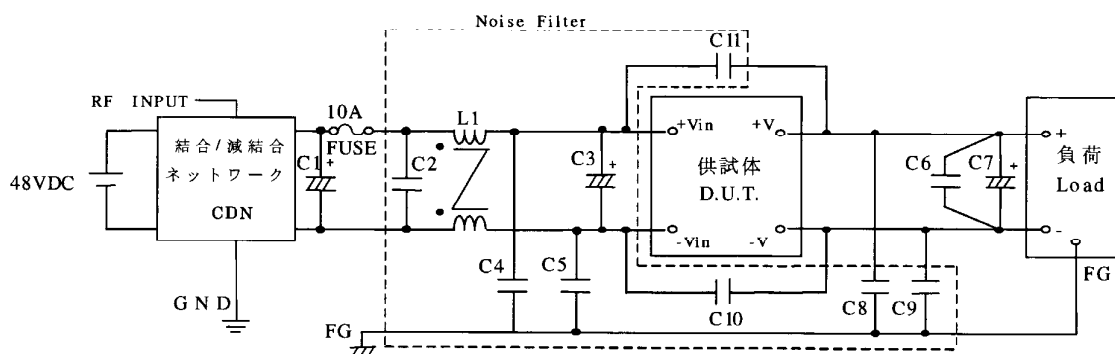 Noise Filter
C11
RF INPUT
10A
FUSE
L1
+Vin
+V
+
結合/減結合
ネットワーク
CDN
C1
+
C2
C3
+
供試体
D.U.T.
C6
C7
+
負荷
Load
48VDC
-Vin
-V
-
C4
C5
C10
C8
C9
FG
GND
FG